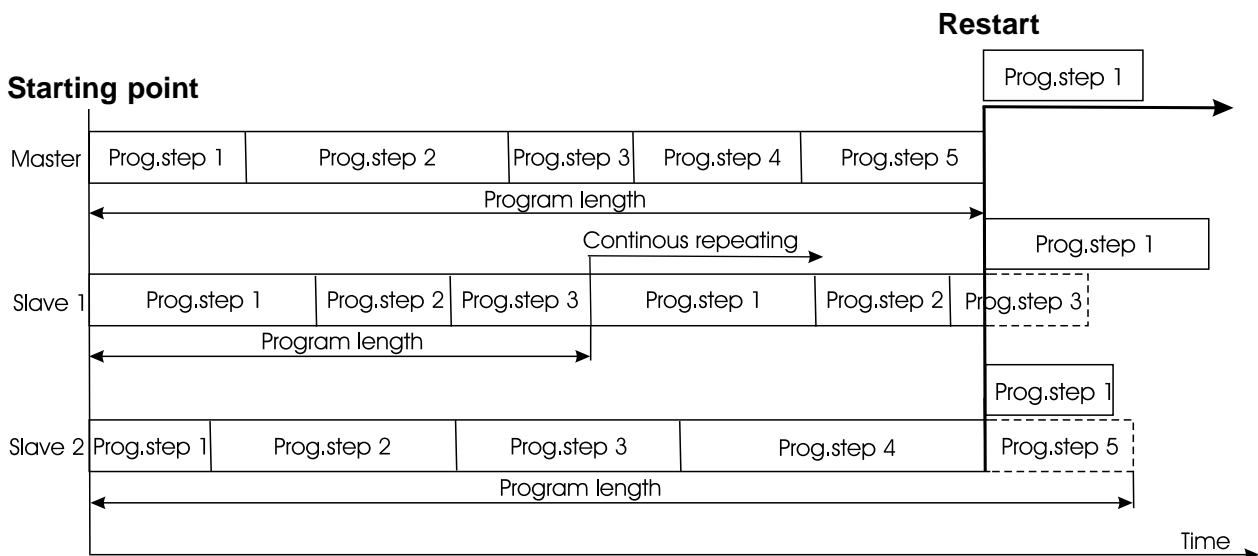 Restart
Prog.step 1
Starting point
Master Prog.step 1 Prog.step 2 Prog.step 3 Prog.step 4 Prog.step 5
Program length
Prog.step 1
Continous repeating
Slave 1 Prog.step 1 Prog.step 2 Prog.step 3 Prog.step 1 Prog.step 2 Prog.step 3
Program length
Prog.step 1
Slave 2 Prog.step 1 Prog.step 2 Prog.step 3 Prog.step 4 Prog.step 5
Program length
Time